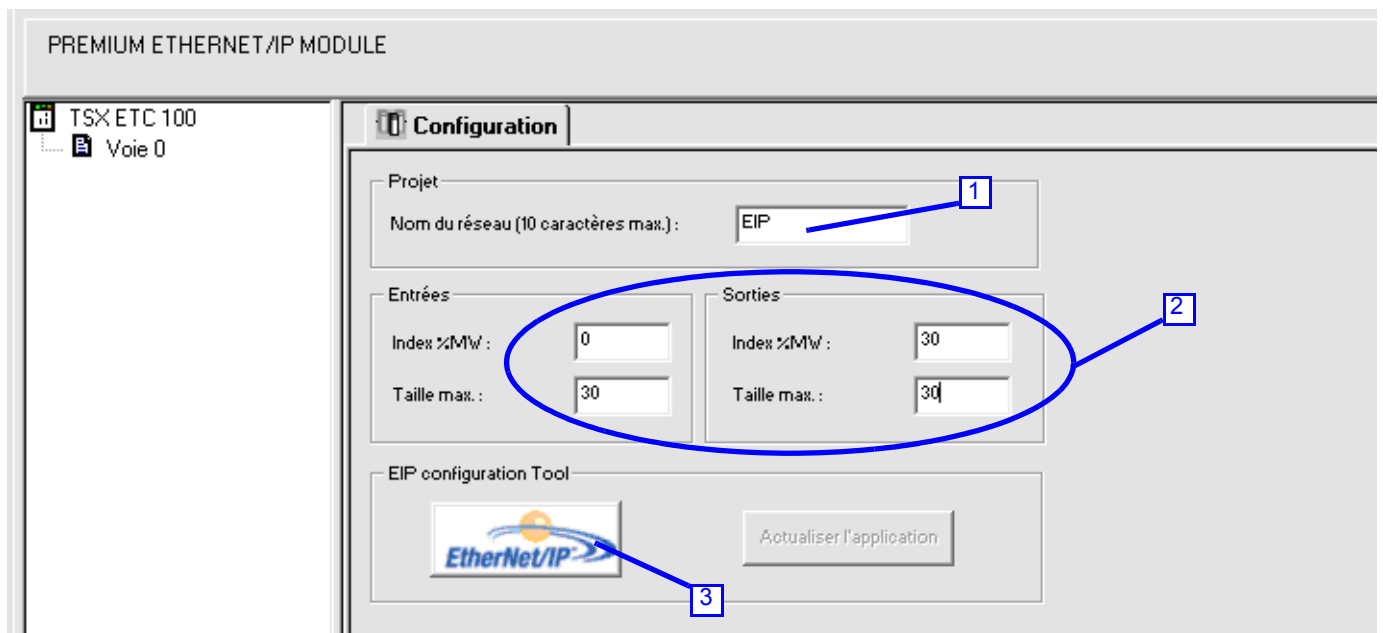 PREMIUM ETHERNET/IP MODULE
TSX ETC 100
Voie 0
Configuration
Projet
Nom du réseau (10 caractères max.) :
EIP
1
Entrées
Sorties
2
Index %MW :
0
Index %MW :
30
Taille max. :
30
Taille max. :
30
EIP configuration Tool
EtherNet/IP
Actualiser l'application
3